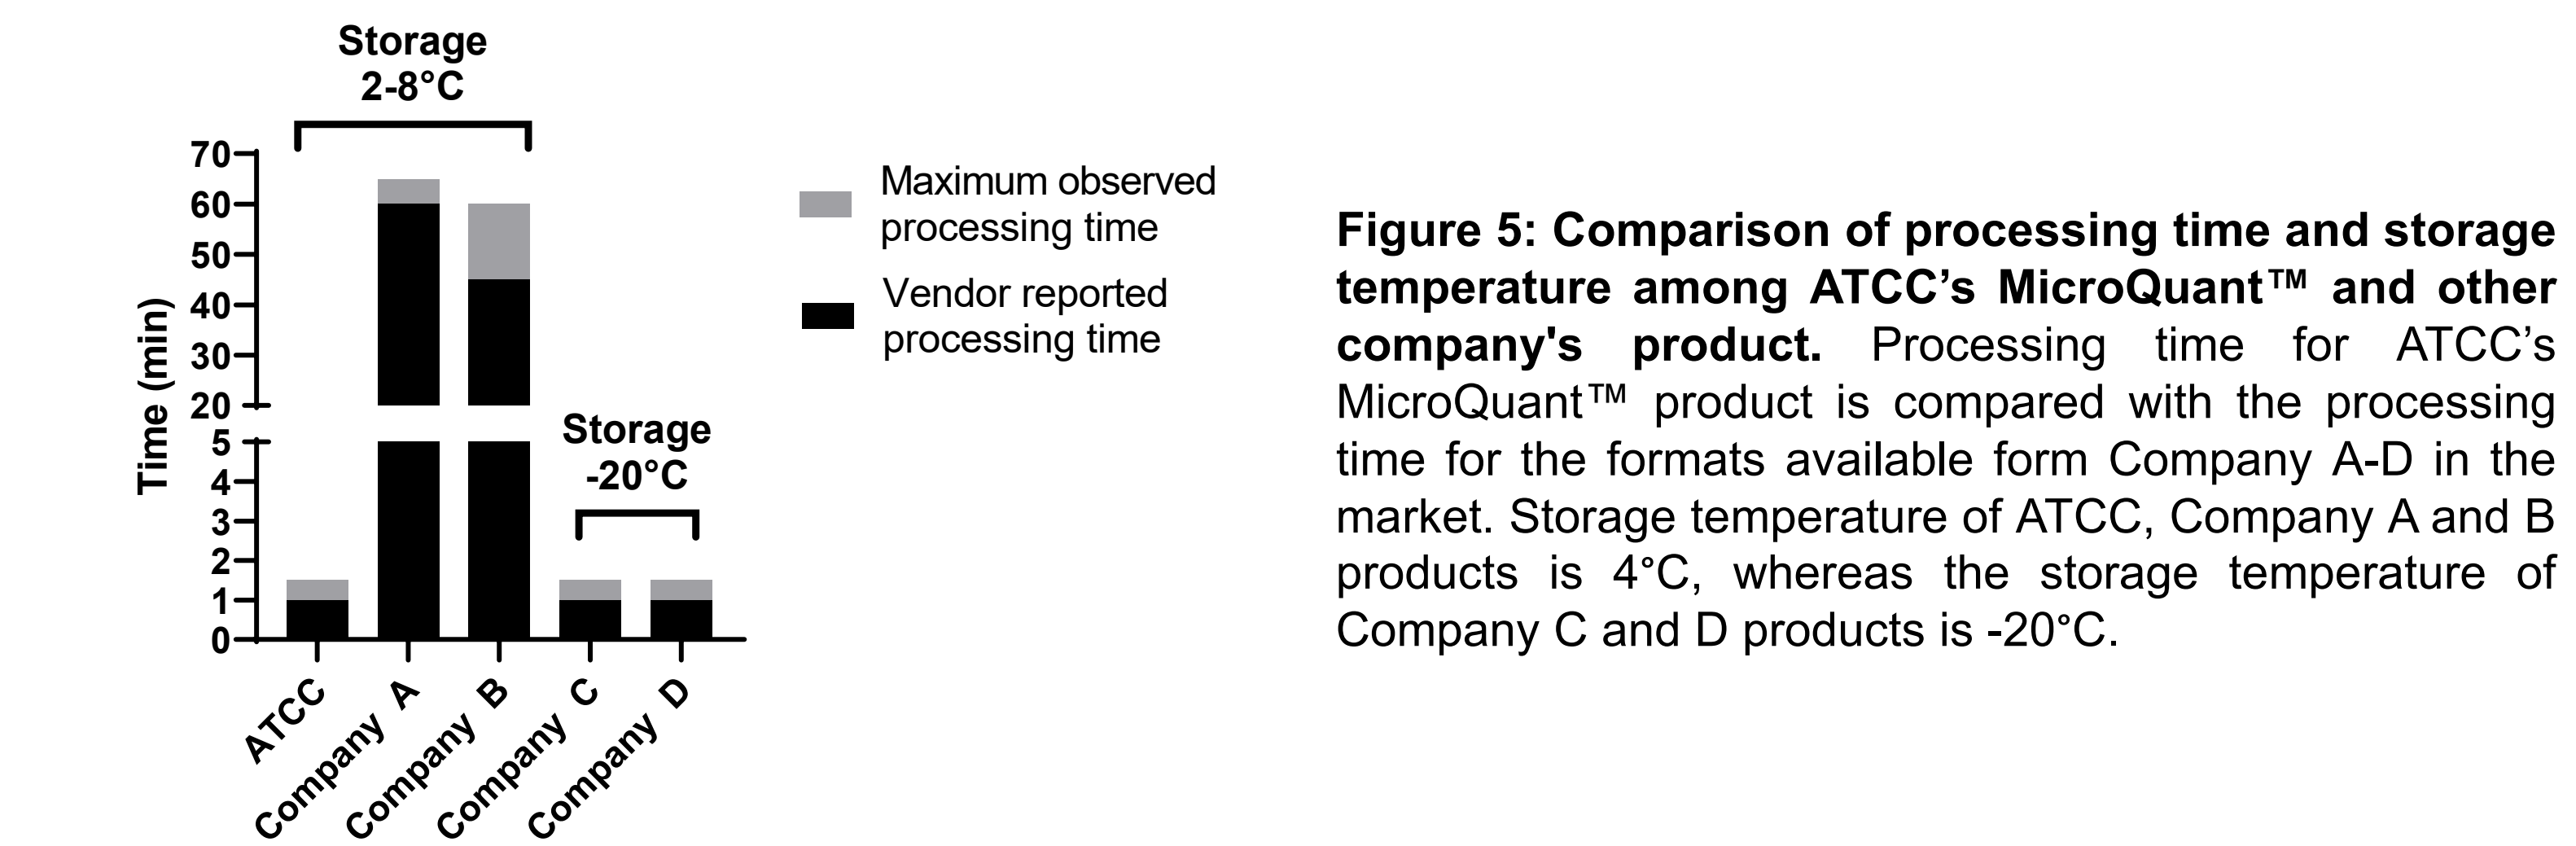 Storage
2-8°C
70
60
50
40
30
20
5
4
3
2
1
0
Time (min)
Storage
-20°C
ATCC
Company A
Company B
Company C
Company D
Maximum observed
processing time
Vendor reported
processing time
Figure 5: Comparison of processing time and storage
temperature among ATCC’s MicroQuant™ and other
company's product. Processing time for ATCC’s
MicroQuant™ product is compared with the processing
time for the formats available form Company A-D in the
market. Storage temperature of ATCC, Company A and B
products is 4°C, whereas the storage temperature of
Company C and D products is -20°C.